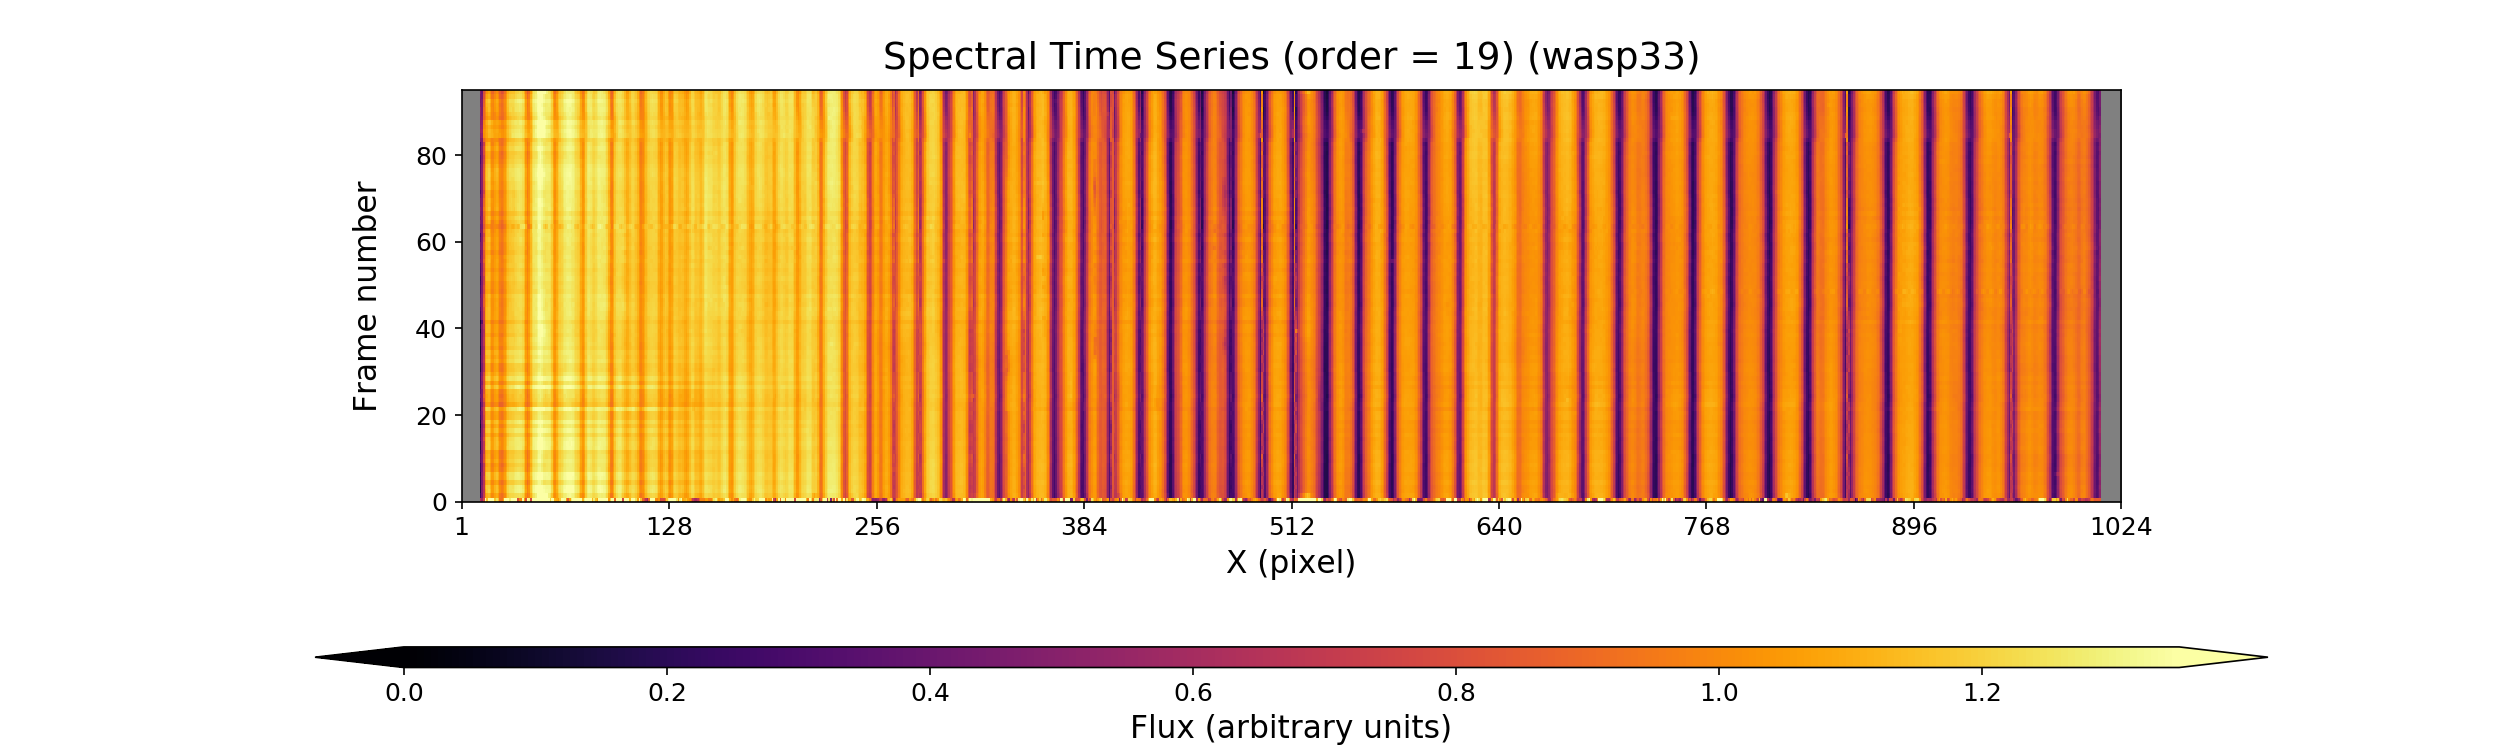 Spectral Time Series (order = 19) (wasp33)
Frame number
80
60
40
20
0
1 128 256 384 512 640 768 896 1024
X (pixel)
0.0 0.2 0.4 0.6 0.8 1.0 1.2
Flux (arbitrary units)